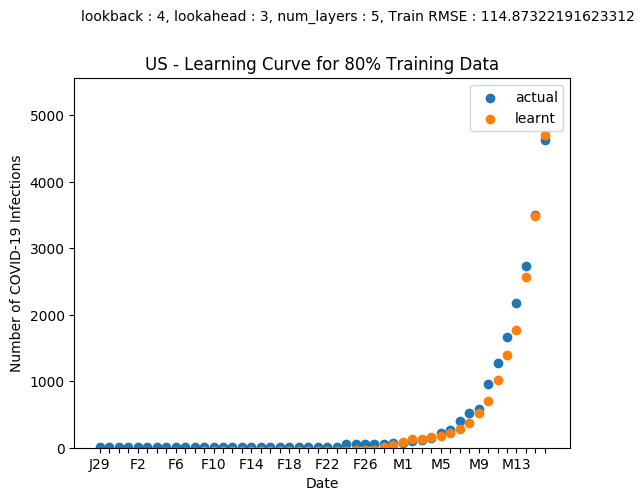 lookback : 4, lookahead : 3, num_layers : 5, Train RMSE : 114.87322191623312
US - Learning Curve for 80% Training Data
actual
learnt
Number of COVID-19 Infections
5000
4000
3000
2000
1000
0
J29 F2 F6 F10 F14 F18 F22 F26 M1 M5 M9 M13
Date